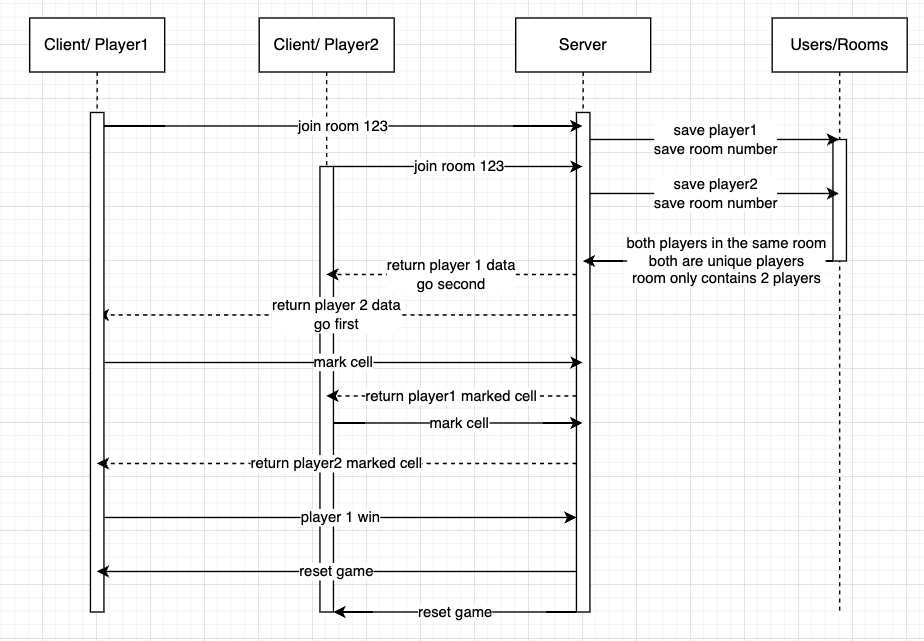 Client/ Player1
Client/ Player2
Server
Users/Rooms
join room 123
save player1
save room number
join room 123
save player2
save room number
both players in the same room
both are unique players
room only contains 2 players
return player 1 data
go second
return player 2 data
go first
mark cell
return player1 marked cell
mark cell
return player2 marked cell
player 1 win
reset game
reset game